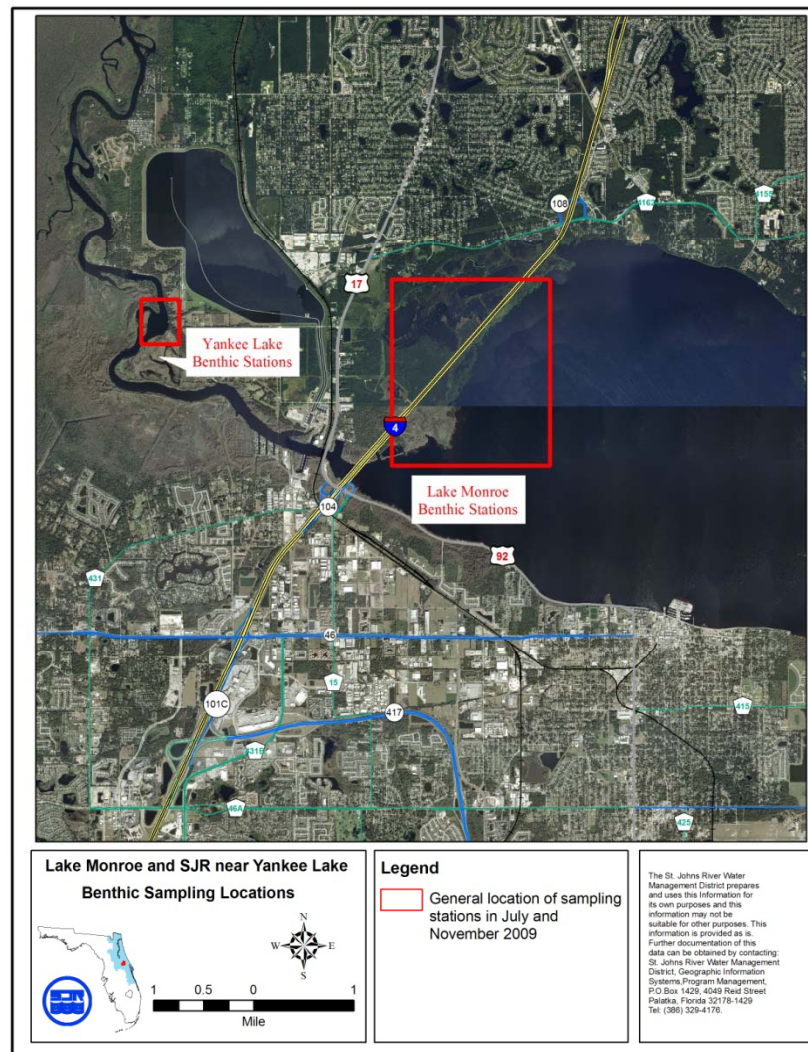 108
4162
4155
17
Yankee Lake
Benthic Stations
4
Lake Monroe
Benthic Stations
104
92
431
46
15
101C
417
415
431B
46A
425
Lake Monroe and SJR near Yankee Lake
Benthic Sampling Locations
N
W
E
S
SJR
1
0.5
0
1
Mile
Legend
General location of sampling
stations in July and
November 2009
The St. Johns River Water
Management District prepares
and uses this Information for
its own purposes and this
information may not be
suitable for other purposes. This
information is provided as is.
Further documentation of this
data can be obtained by contacting:
St. Johns River Water Management
District, Geographic Information
Systems,Program Management,
P.O.Box 1429, 4049 Reid Street
Palatka, Florida 32178-1429
Tel: (386) 329-4176.